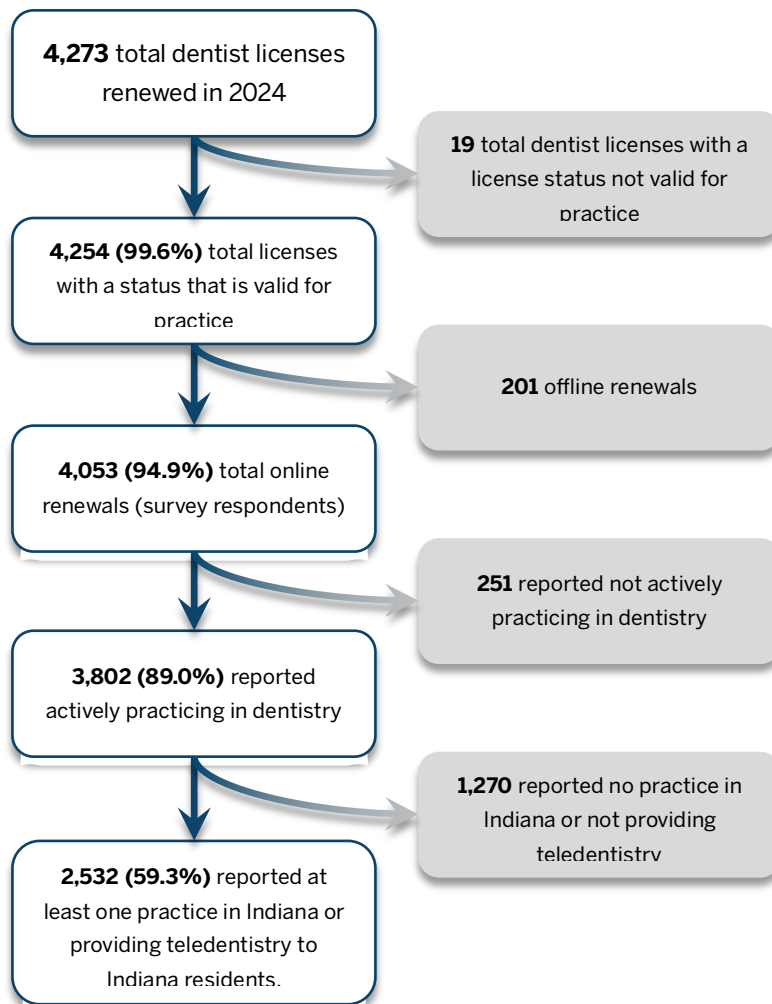 4,273 total dentist licenses
renewed in 2024
19 total dentist licenses with a
license status not valid for
practice
4,254 (99.6%) total licenses
with a status that is valid for
practice
201 offline renewals
4,053 (94.9%) total online
renewals (survey respondents)
251 reported not actively
practicing in dentistry
3,802 (89.0%) reported
actively practicing in dentistry
1,270 reported no practice in
Indiana or not providing
teledentistry
2,532 (59.3%) reported at
least one practice in Indiana or
providing teledentistry to
Indiana residents.